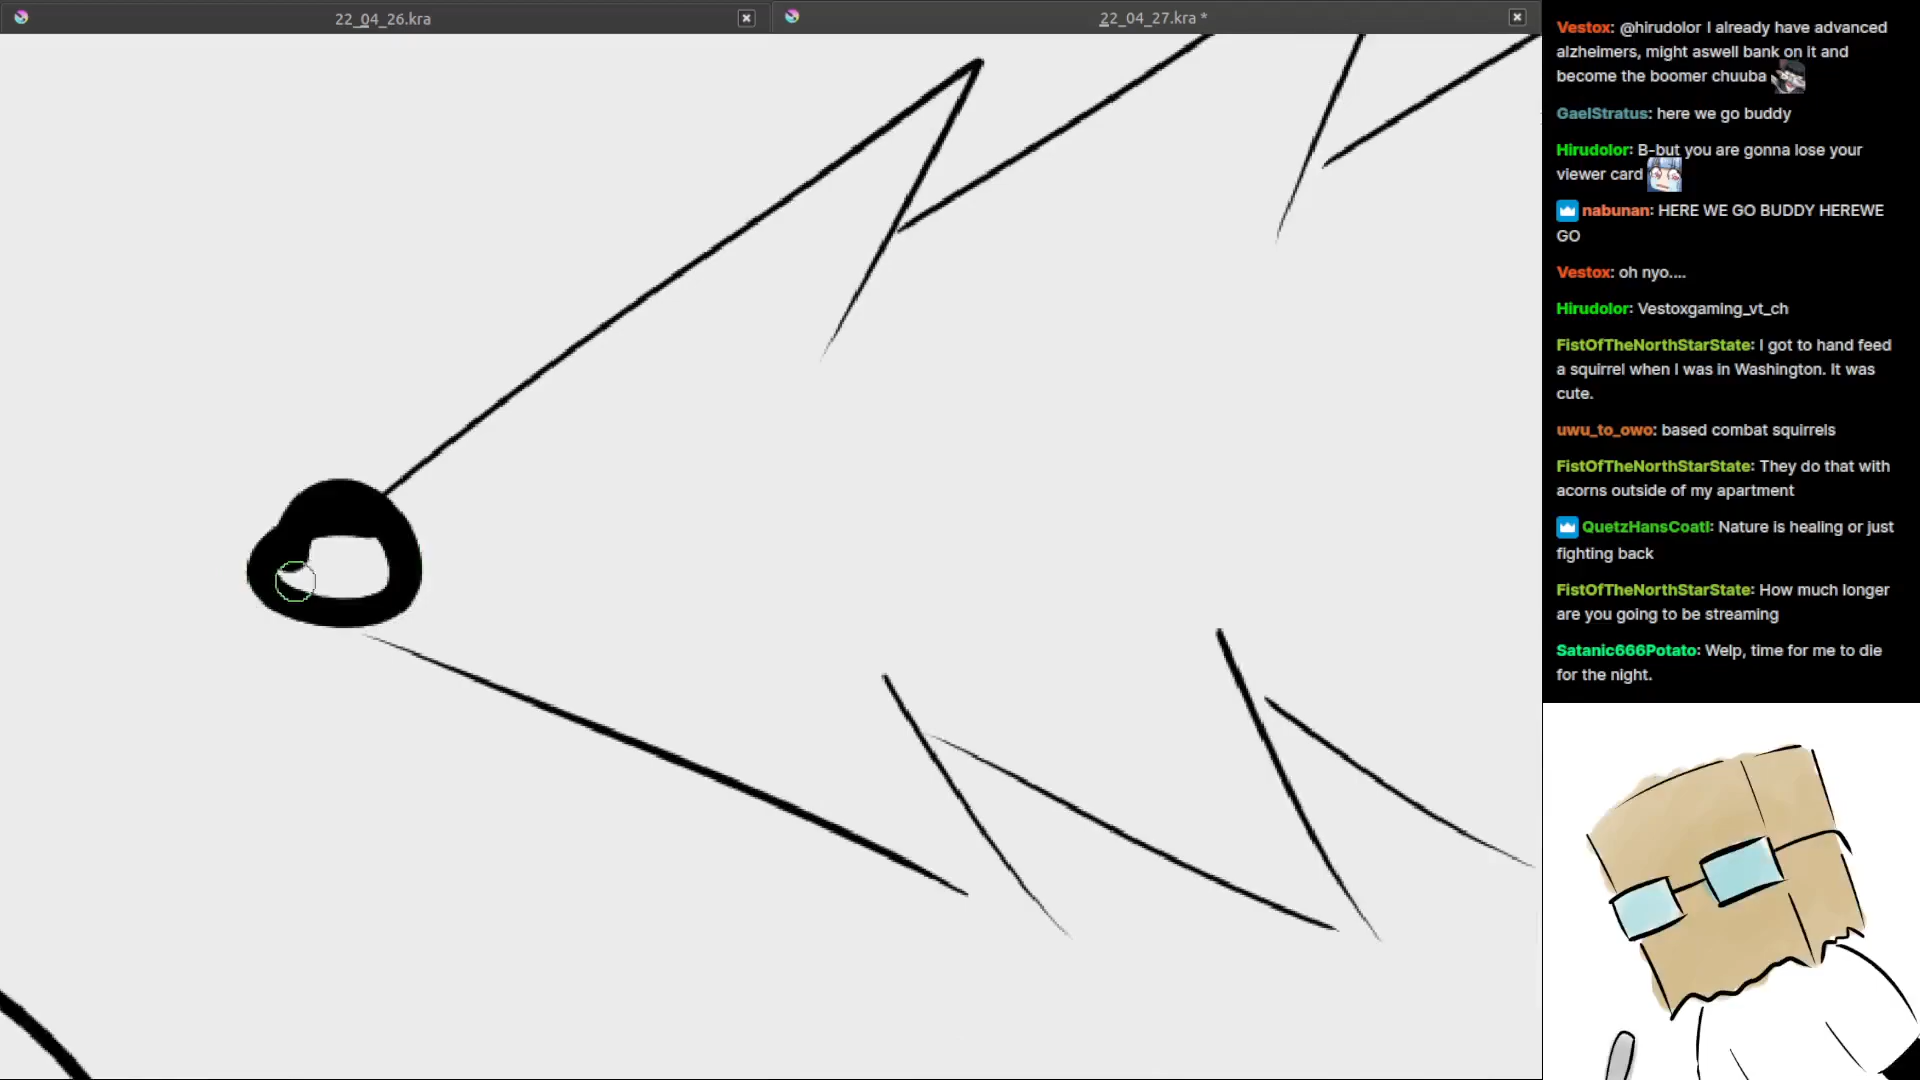 22_04_26.kra
22_04_27.kra *
Vestox: @hirudolor I already have advanced
alzheimers, might aswell bank on it and
become the boomer chuuba
GaelStratus: here we go buddy
Hirudolor: B-but you are gonna lose your
viewer card
nabunan: HERE WE GO BUDDY HEREWE
GO
Vestox: oh nyo....
Hirudolor: Vestoxgaming_vt_ch
FistOfTheNorthStarState: I got to hand feed
a squirrel when I was in Washington. It was
cute.
uwu_to_owo: based combat squirrels
FistOfTheNorthStarState: They do that with
acorns outside of my apartment
QuetzHansCoatl: Nature is healing or just
fighting back
FistOfTheNorthStarState: How much longer
are you going to be streaming
Satanic666Potato: Welp, time for me to die
for the night.